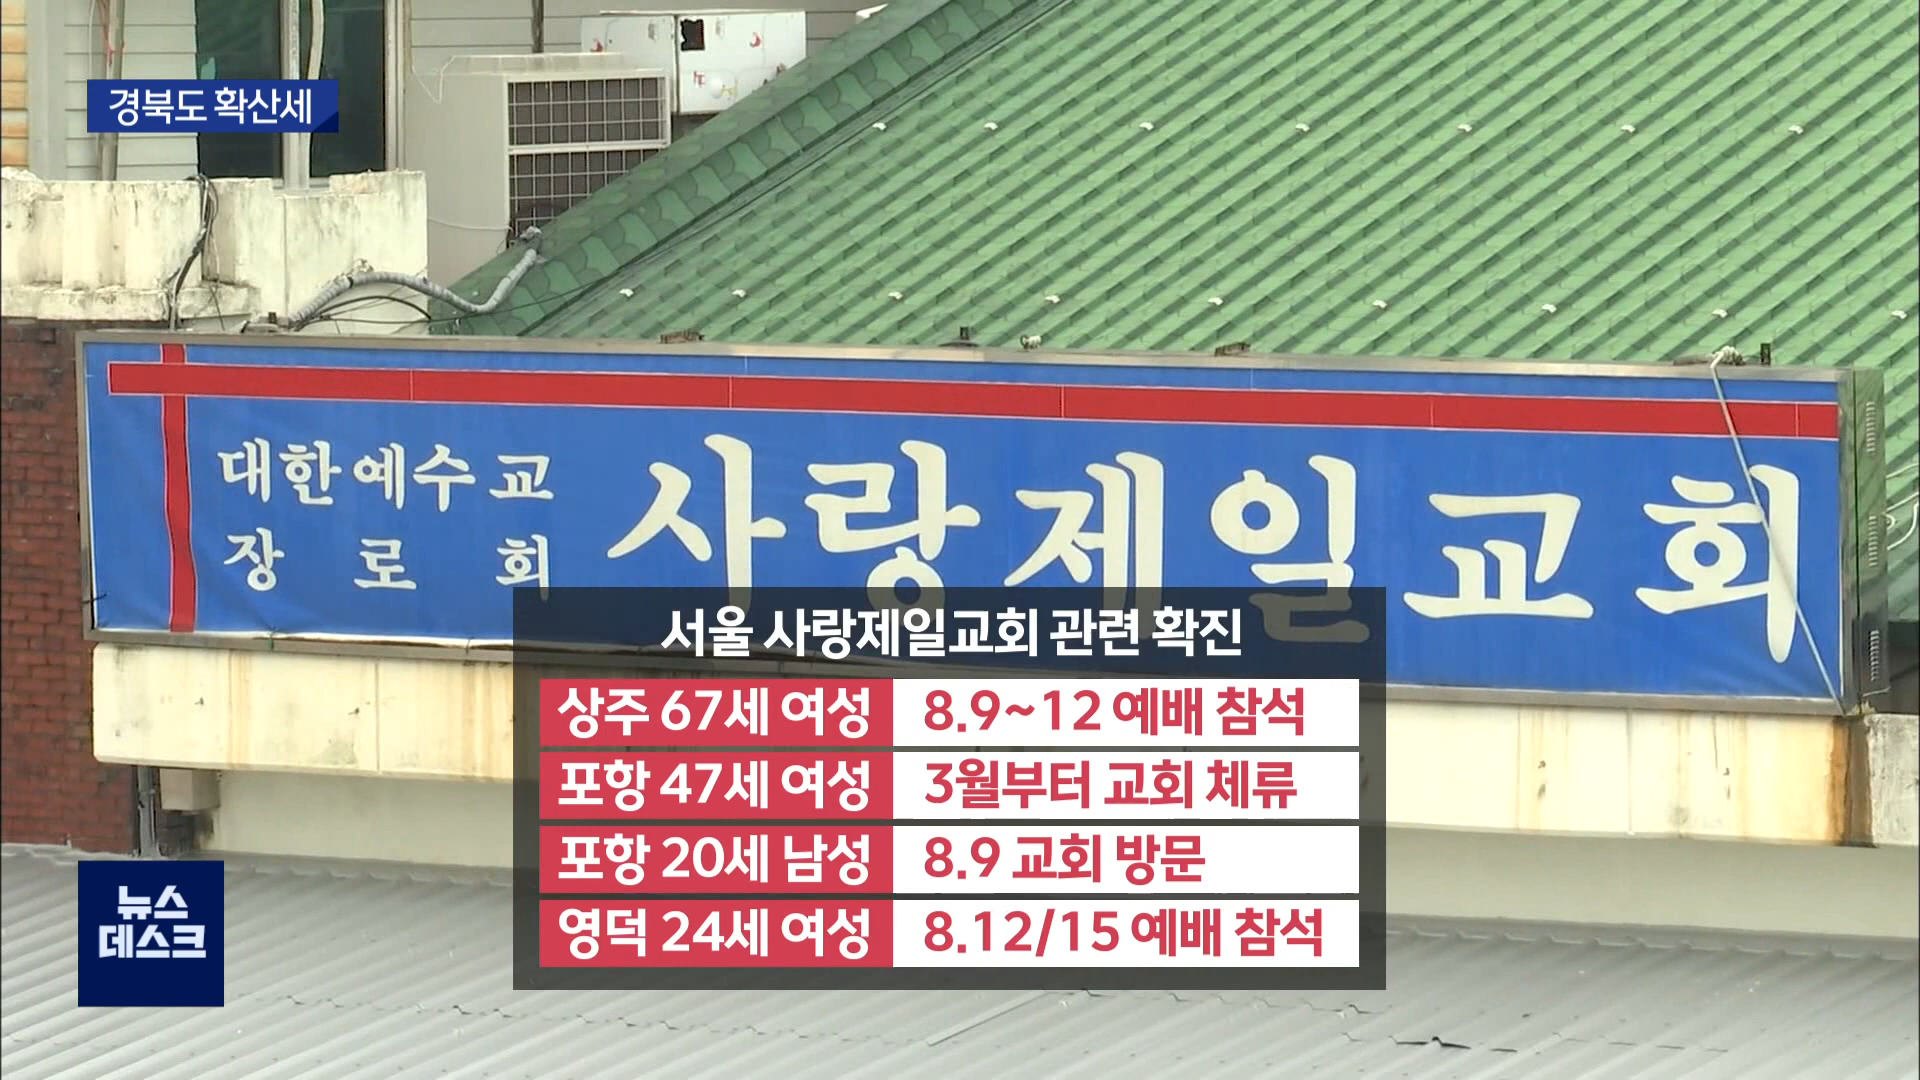 경북도 확산세
대한예수교
장로회
사랑제일교회
서울 사랑제일교회 관련 확진
상주 67세 여성 8.9~12 예배 참석
포항 47세 여성 3월부터 교회 체류
포항 20세 남성 8.9 교회 방문
영덕 24세 여성 8.12/15 예배 참석
뉴스
데스크